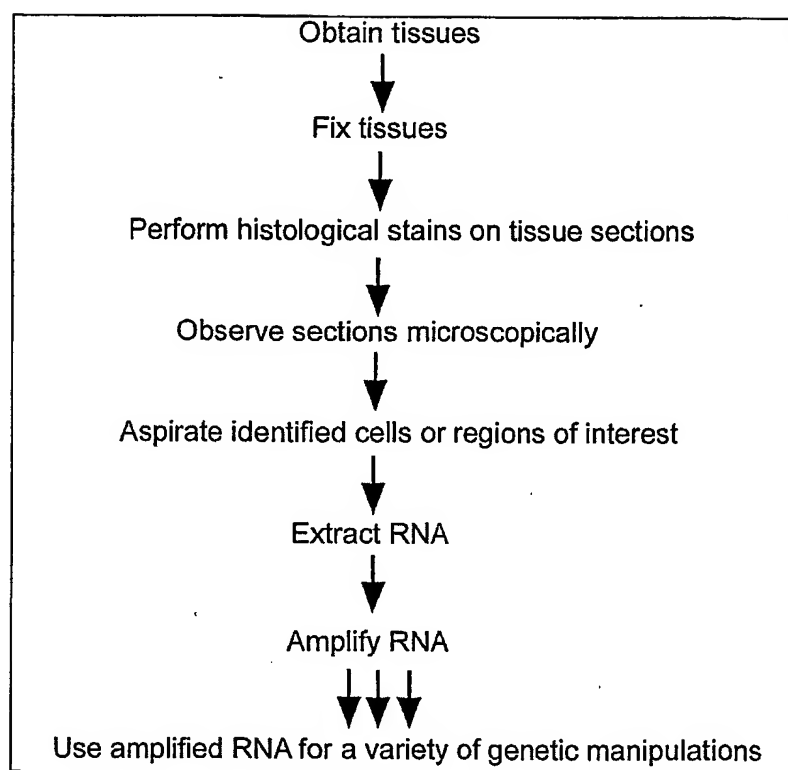 Obtain tissues
Fix tissues
Perform histological stains on tissue sections
Observe sections microscopically
Aspirate identified cells or regions of interest
Extract RNA
Amplify RNA
Use amplified RNA for a variety of genetic manipulations